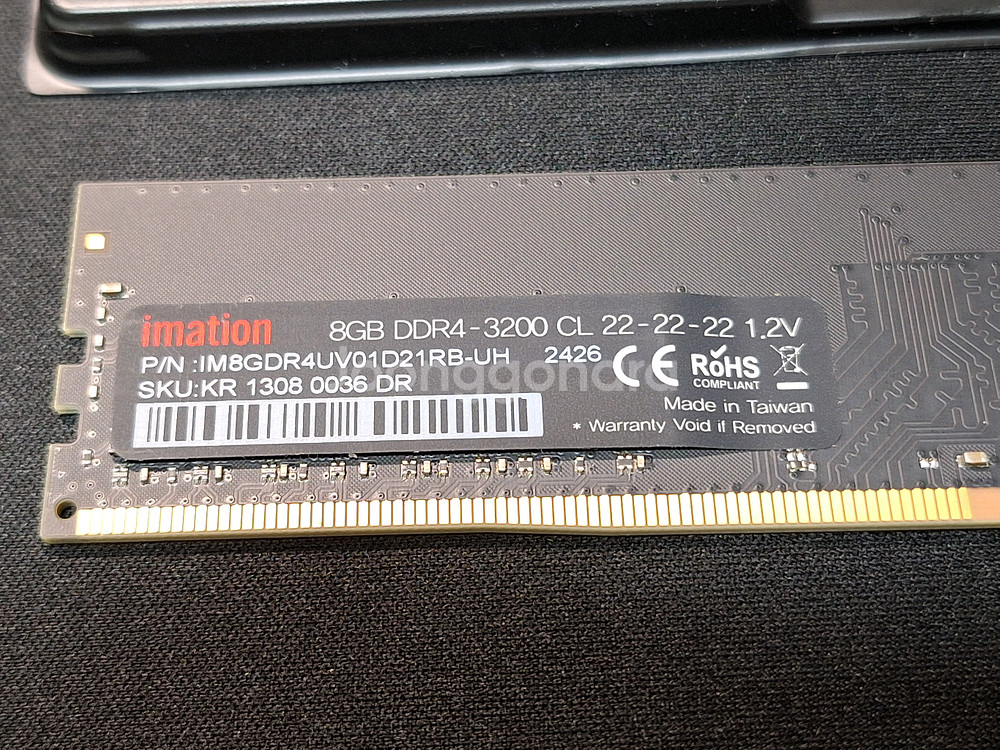 imation
8GB DDR4-3200 CL 22-22-22 1.2V
P/N :IM8GDR4UV01D21RB-UH 2426
SKU:KR 1308 0036 DR
CE RoHS
COMPLIANT
Made in Taiwan
* Warranty Void if Removed